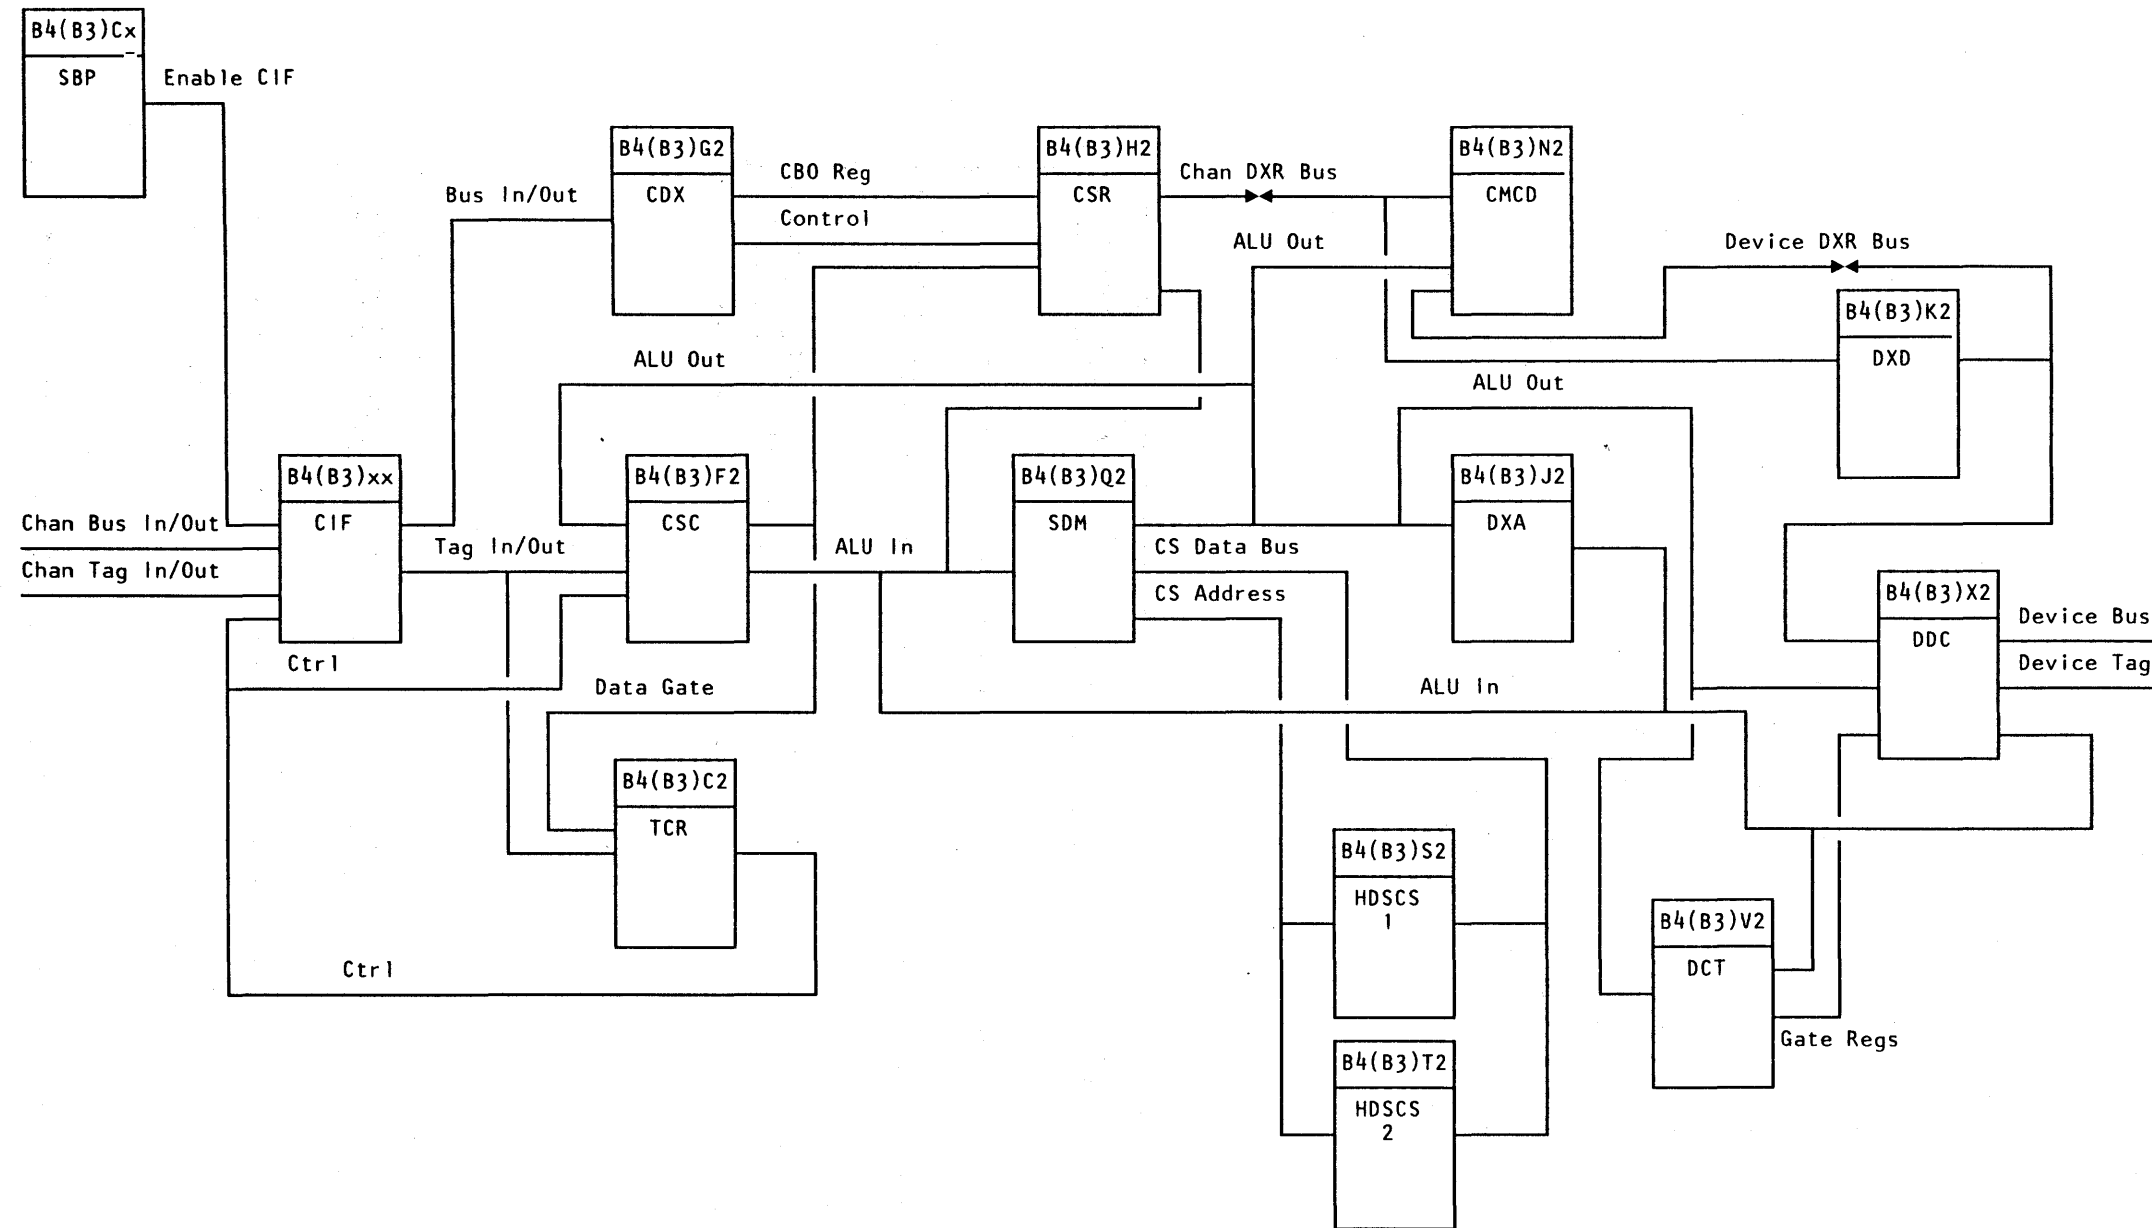 B4(B3)Cx
SBP
Enable CIF
B4(B3)G2
CDX
Bus In/Out
CBO Reg
Control
B4(B3)H2
CSR
Chan DXR Bus
B4(B3)N2
CMCD
ALU Out
Device DXR Bus
B4(B3)K2
DXD
ALU Out
ALU Out
B4(B3)xx
CIF
Chan Bus In/Out
Chan Tag In/Out
Tag In/Out
B4(B3)F2
CSC
ALU In
B4(B3)Q2
SDM
CS Data Bus
CS Address
B4(B3)J2
DXA
B4(B3)X2
DDC
Device Bus
Device Tag
Ctrl
Data Gate
ALU In
B4(B3)C2
TCR
B4(B3)S2
HDSCS
1
B4(B3)V2
DCT
Ctrl
Gate Regs
B4(B3)T2
HDSCS
2